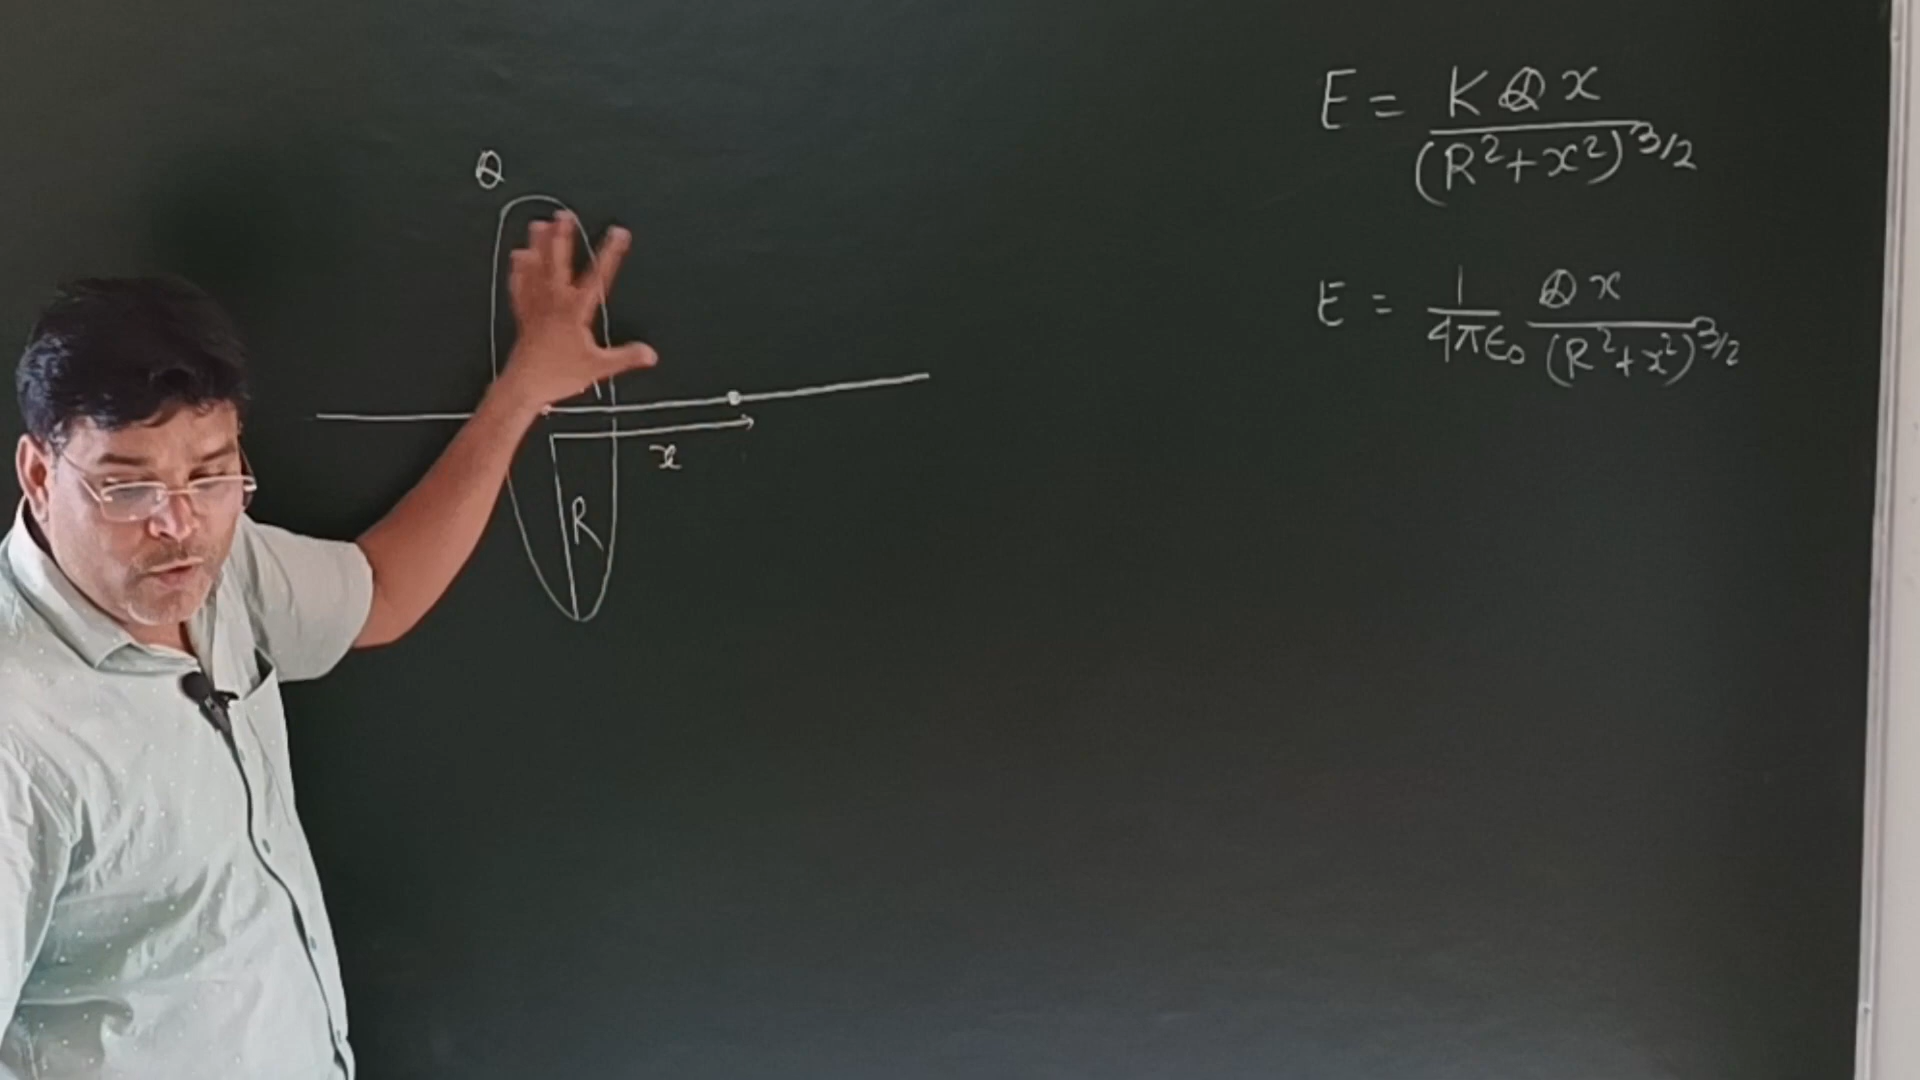 Q
x
R
E = KQx/(R²+x²)^3/2
E = 1/4πε₀ Qx/(R²+x²)^3/2